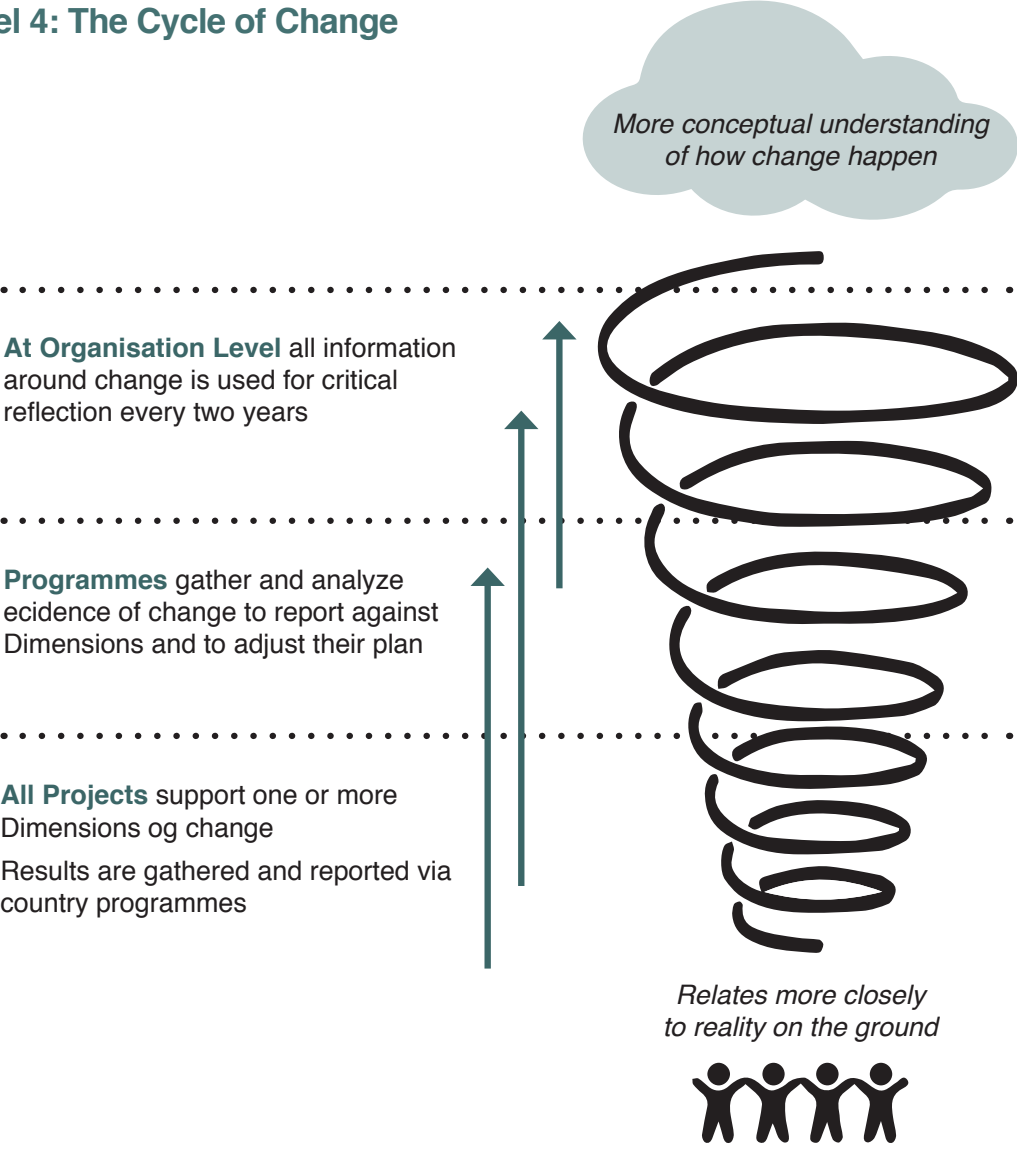 el 4: The Cycle of Change
More conceptual understanding
of how change happen
At Organisation Level all information
around change is used for critical
reflection every two years
Programmes gather and analyze
ecidence of change to report against
Dimensions and to adjust their plan
All Projects support one or more
Dimensions og change
Results are gathered and reported via
country programmes
Relates more closely
to reality on the ground